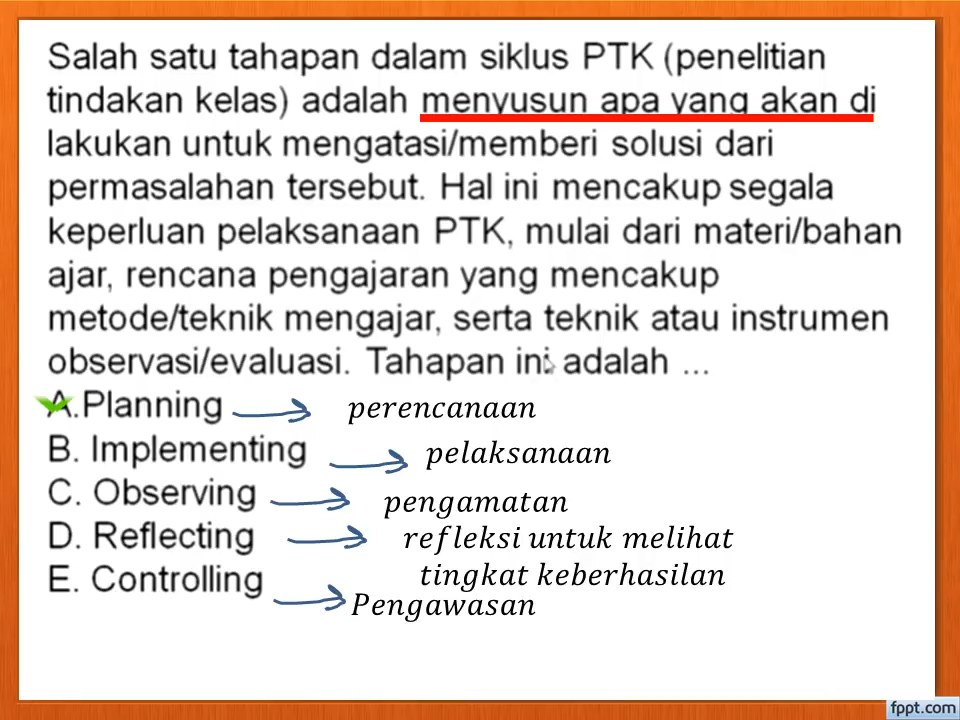 Salah satu tahapan dalam siklus PTK (penelitian
tindakan kelas) adalah menyusun apa yang akan di
lakukan untuk mengatasi/memberi solusi dari
permasalahan tersebut. Hal ini mencakup segala
keperluan pelaksanaan PTK, mulai dari materi/bahan
ajar, rencana pengajaran yang mencakup
metode/teknik mengajar, serta teknik atau instrumen
observasi/evaluasi. Tahapan ini adalah ...
A.Planning perencanaan
B. Implementing pelaksanaan
C. Observing pengamatan
D. Reflecting refleksi untuk melihat
tingkat keberhasilan
E. Controlling Pengawasan
fppt.com